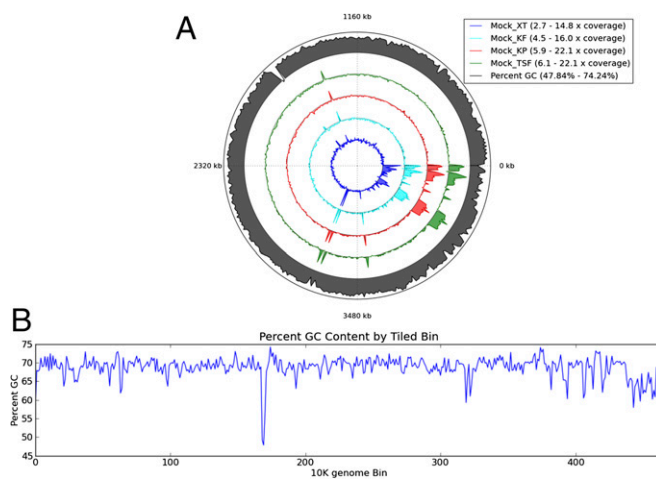 A
1160 kb
Mock_XT (2.7 - 14.8 x coverage)
Mock_KF (4.5 - 16.0 x coverage)
Mock_KP (5.9 - 22.1 x coverage)
Mock_TSF (6.1 - 22.1 x coverage)
Percent GC (47.84% - 74.24%)
2320 kb
0 kb
3480 kb
B
Percent GC Content by Tiled Bin
75
70
65
60
55
50
45
Percent GC
0
100
200
300
400
10K genome Bin